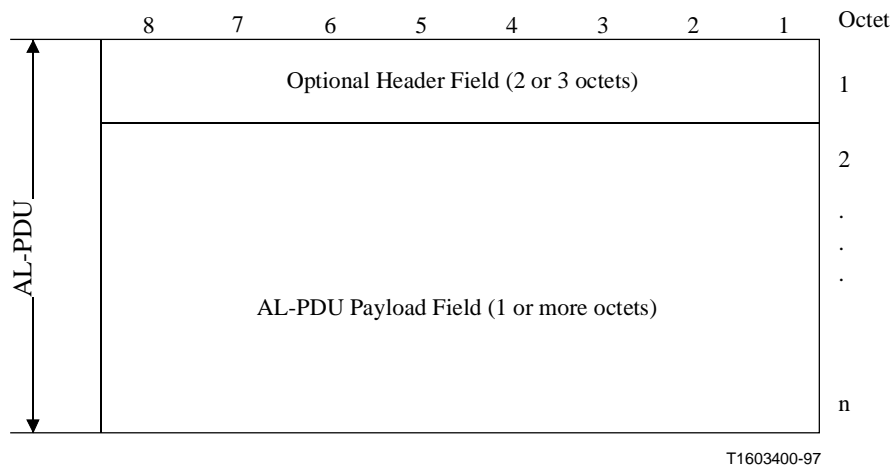 8 7 6 5 4 3 2 1 Octet
Optional Header Field (2 or 3 octets) 1
2
.
.
.
AL-PDU
AL-PDU Payload Field (1 or more octets)
n
T1603400-97